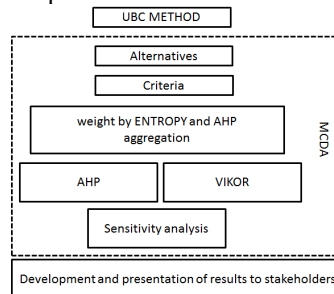 UBC METHOD
Alternatives
Criteria
weight by ENTROPY and AHP
aggregation
MCDA
AHP
VIKOR
Sensitivity analysis
Development and presentation of results to stakeholders